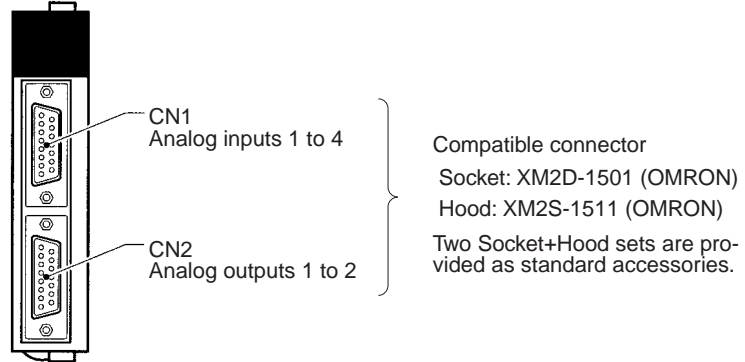 CN1
Analog inputs 1 to 4
CN2
Analog outputs 1 to 2
Compatible connector
Socket: XM2D-1501 (OMRON)
Hood: XM2S-1511 (OMRON)
Two Socket+Hood sets are pro-
vided as standard accessories.